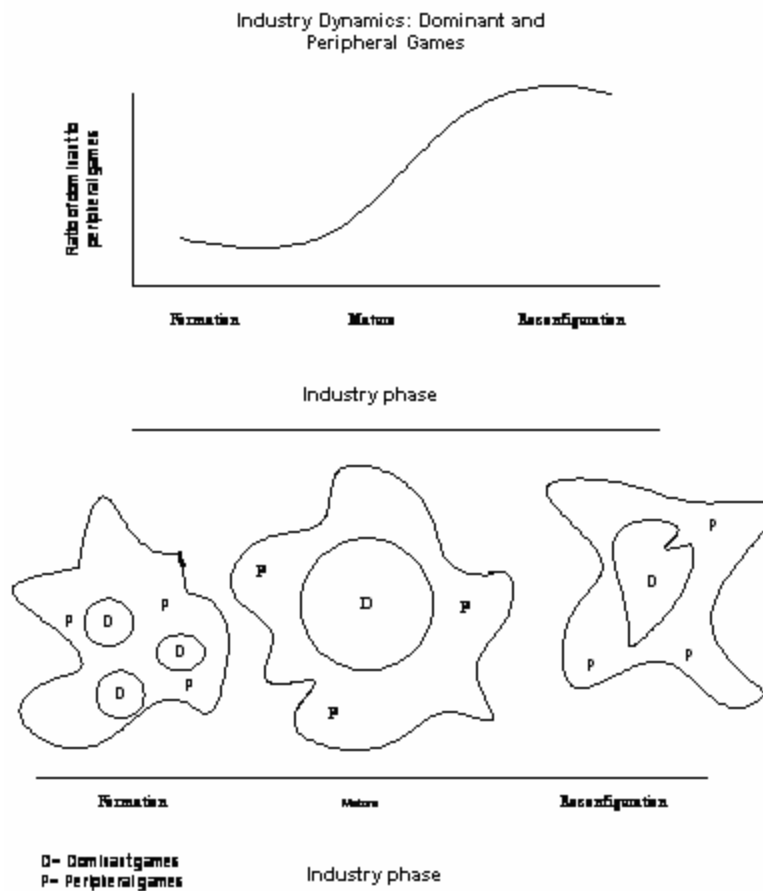 Industry Dynamics: Dominant and
Peripheral Games
Ratio of dominant to
peripheral games
Formation Mature Reconfiguration
Industry phase
P D P D D P
P D P P
P D P P
Formation Mature Reconfiguration
D= Dominant games
P= Peripheral games
Industry phase